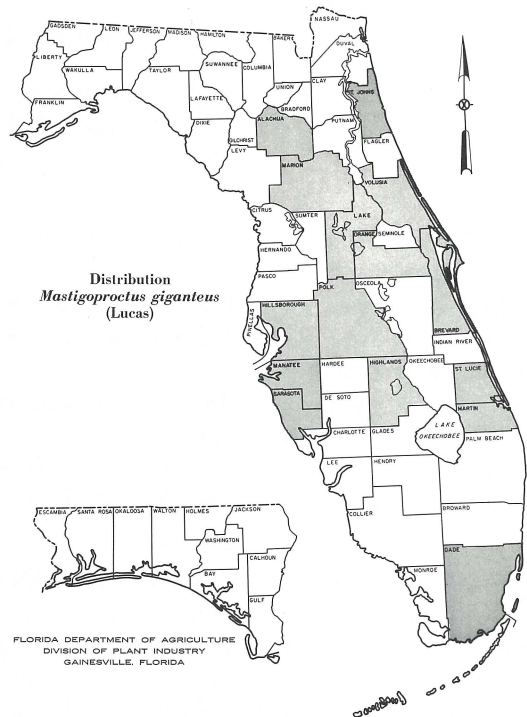 NASSAU
GADSDEN
LEON
JEFFERSON
MADISON
HAMILTON
BAKER
DUVAL
LIBERTY
WAKULLA
TAYLOR
SUWANNEE
COLUMBIA
UNION
CLAY
ST. JOHNS
FRANKLIN
LAFAYETTE
BRADFORD
DIXIE
ALACHUA
PUTNAM
GILCHRIST
FLAGLER
LEVY
MARION
VOLUSIA
CITRUS
SUMTER
LAKE
ORANGE
SEMINOLE
HERNANDO
Distribution
Mastigoproctus giganteus
(Lucas)
PASCO
POLK
OSCEOLA
HILLSBOROUGH
PINELLAS
BREVARD
INDIAN RIVER
MANATEE
HARDEE
HIGHLANDS
OKEECHOBEE
ST. LUCIE
SARASOTA
DE SOTO
MARTIN
LAKE
OKEECHOBEE
CHARLOTTE
GLADES
PALM BEACH
LEE
HENDRY
COLLIER
BROWARD
DADE
MONROE
ESCAMBIA
SANTA ROSA
OKALOOSA
WALTON
HOLMES
JACKSON
WASHINGTON
BAY
CALHOUN
GULF
FLORIDA DEPARTMENT OF AGRICULTURE
DIVISION OF PLANT INDUSTRY
GAINESVILLE, FLORIDA